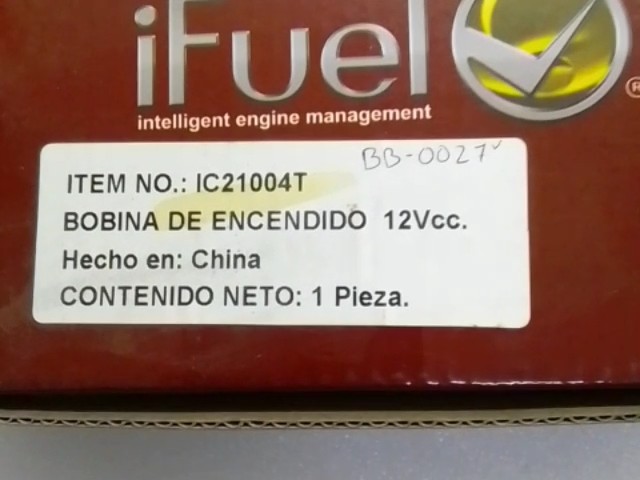 iFuel
®
intelligent engine management
BB-0027
ITEM NO.: IC21004T
BOBINA DE ENCENDIDO 12Vcc.
Hecho en: China
CONTENIDO NETO: 1 Pieza.